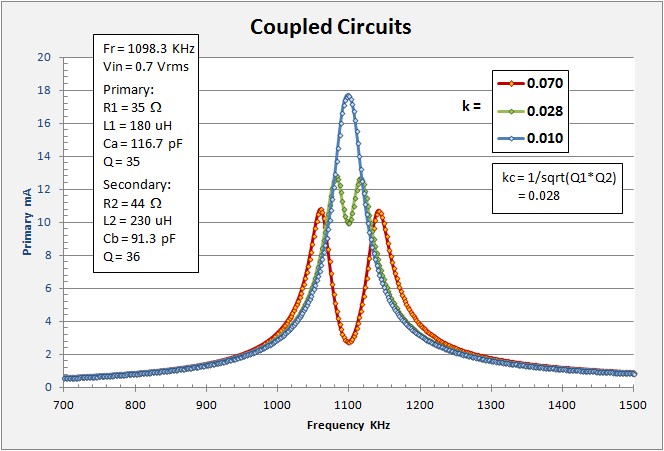 Coupled Circuits
Fr = 1098.3 KHz
Vin = 0.7 Vrms
Primary:
R1 = 35 Ω
L1 = 180 uH
Ca = 116.7 pF
Q = 35
Secondary:
R2 = 44 Ω
L2 = 230 uH
Cb = 91.3 pF
Q = 36
k =
0.070
0.028
0.010
kc = 1/sqrt(Q1*Q2)
= 0.028
Primary mA
20
18
16
14
12
10
8
6
4
2
0
700 800 900 1000 1100 1200 1300 1400 1500
Frequency KHz